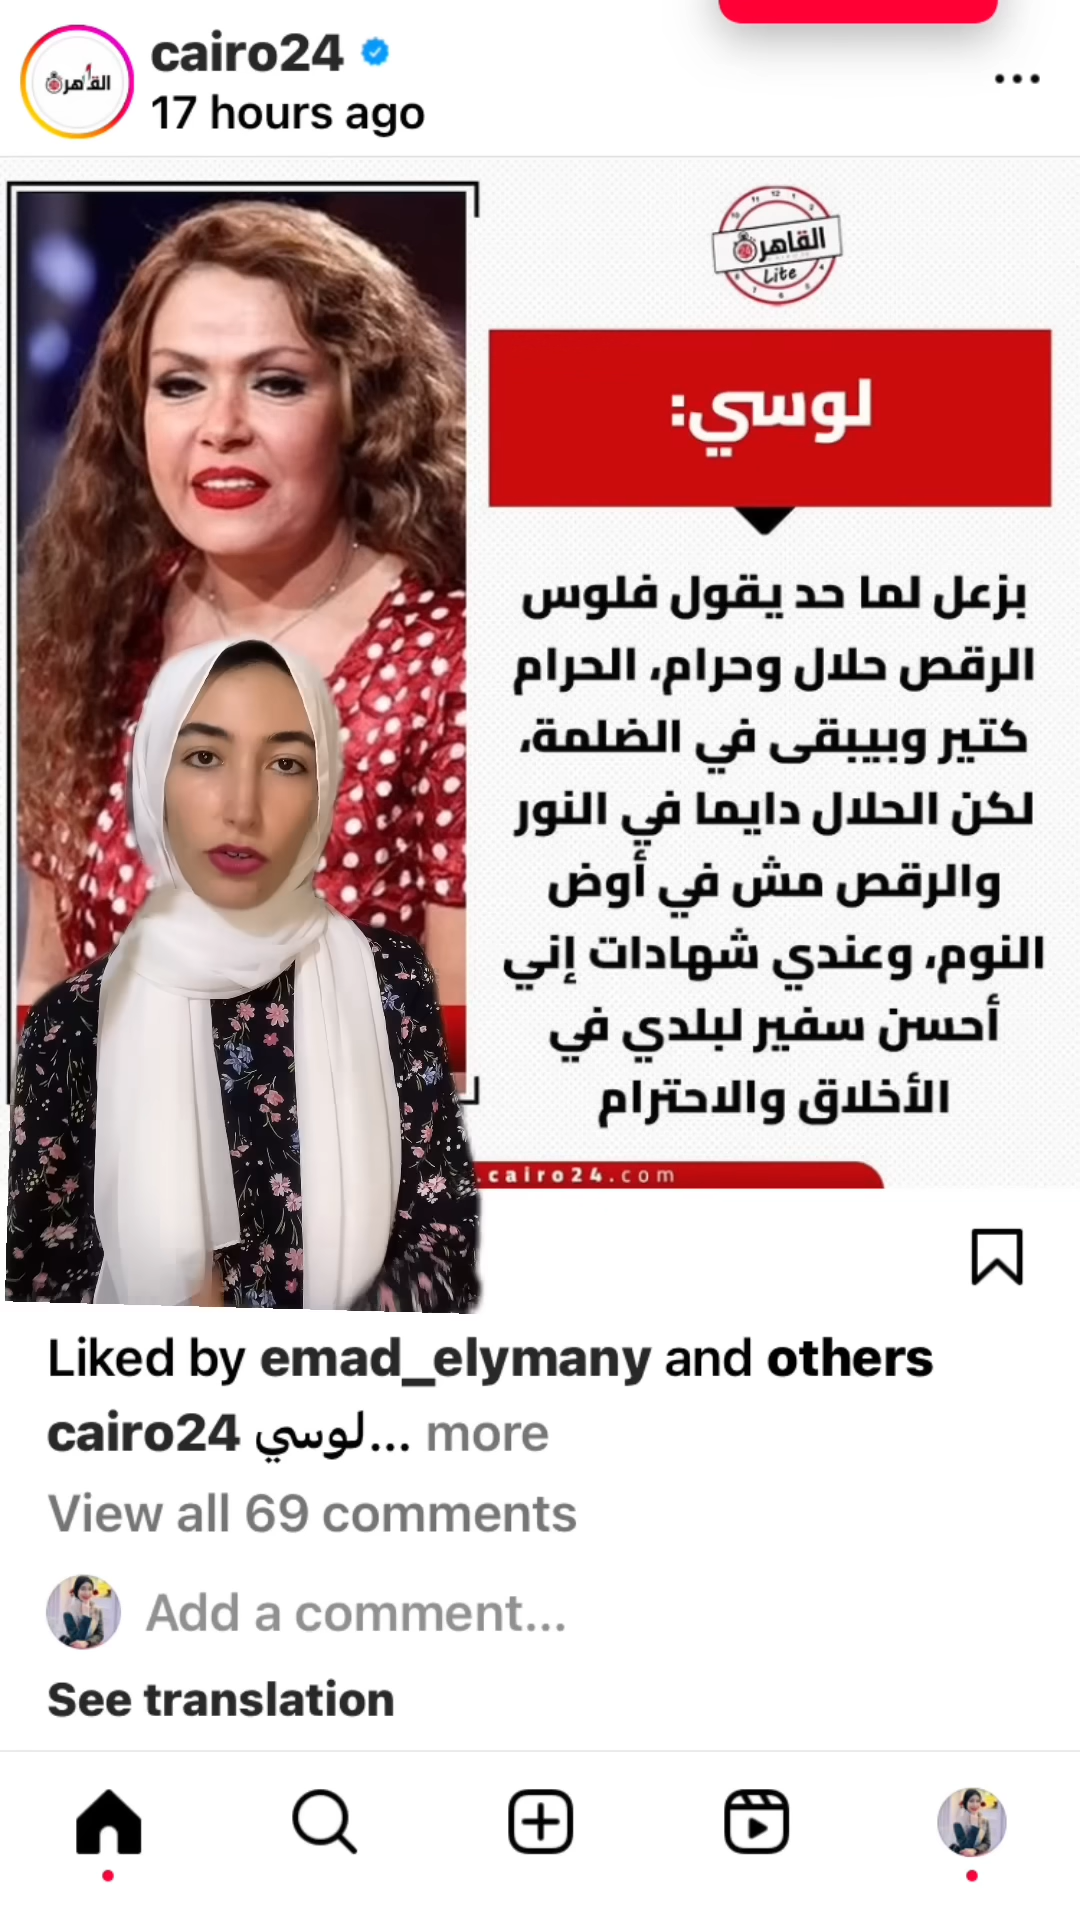 القاهرة
cairo24
17 hours ago
القاهرة
Lite
لوسي:
بزعل لما حد يقول فلوس
الرقص حلال وحرام، الحرام
كتير وبيبقى في الضلمة،
لكن الحلال دايما في النور
والرقص مش في أوض
النوم، وعندي شهادات إني
أحسن سفير لبلدي في
الأخلاق والاحترام
.cairo24.com
Liked by emad_elymany and others
cairo24 لوسي... more
View all 69 comments
Add a comment...
See translation